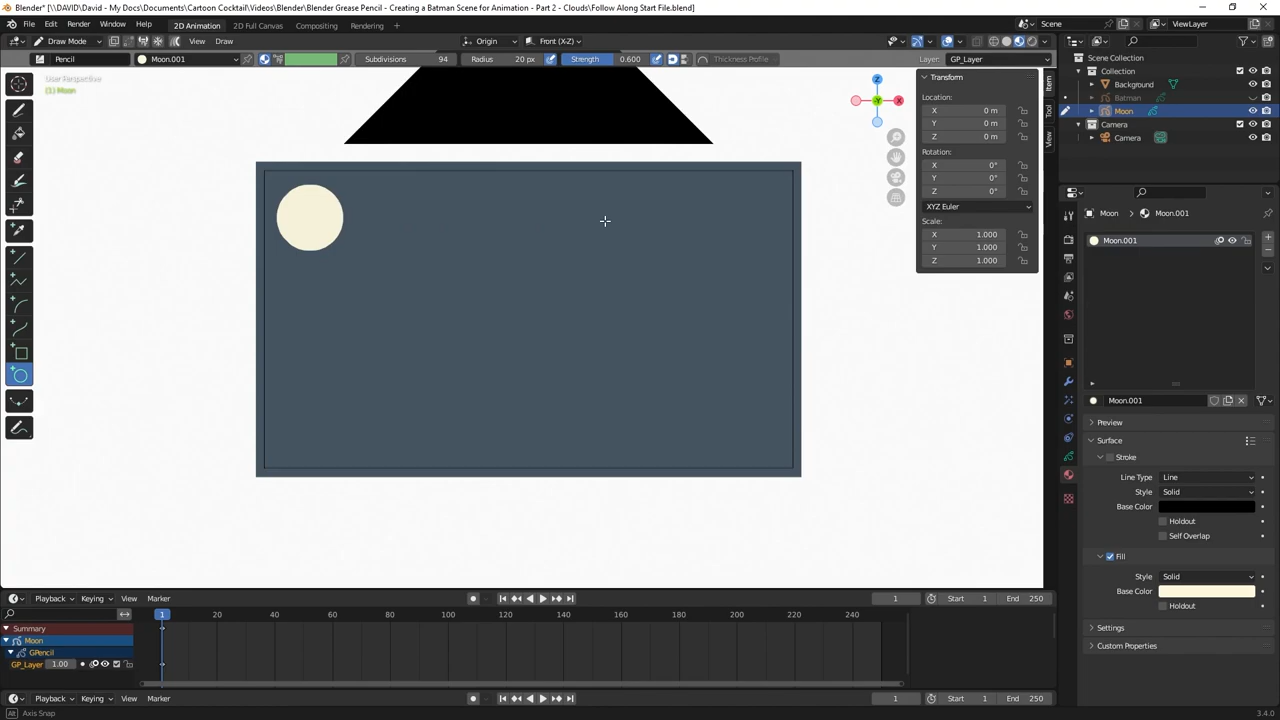 Blender* [\\DAVID\David - My Docs\Documents\Cartoon Cocktail\Videos\Blender\Blender Grease Pencil - Creating a Batman Scene for Animation - Part 2 - Clouds\Follow Along Start File.blend]
File Edit Render Window Help 2D Animation 2D Full Canvas Compositing Rendering + Scene ViewLayer
Draw Mode View Draw Origin Front (X-Z)
Pencil Moon.001 Subdivisions 94 Radius 20 px Strength 0.600 Thickness Profile Layer: GP_Layer
User Perspective
(1) Moon
Z
X
-Y
Transform
Location:
X 0 m
Y 0 m
Z 0 m
Rotation:
X 0°
Y 0°
Z 0°
XYZ Euler
Scale:
X 1.000
Y 1.000
Z 1.000
Item
Tool
View
Scene Collection
Collection
Background
Batman
Moon
Camera
Camera
Moon Moon.001
Moon.001
Moon.001
Preview
Surface
Stroke
Line Type Line
Style Solid
Base Color
Holdout
Self Overlap
Fill
Style Solid
Base Color
Holdout
Settings
Custom Properties
Playback Keying View Marker 1 Start 1 End 250
1 20 40 60 80 100 120 140 160 180 200 220 240
Summary
Moon
GPencil
GP_Layer 1.00
Playback Keying View Marker 1 Start 1 End 250
Axis Snap 3.4.0